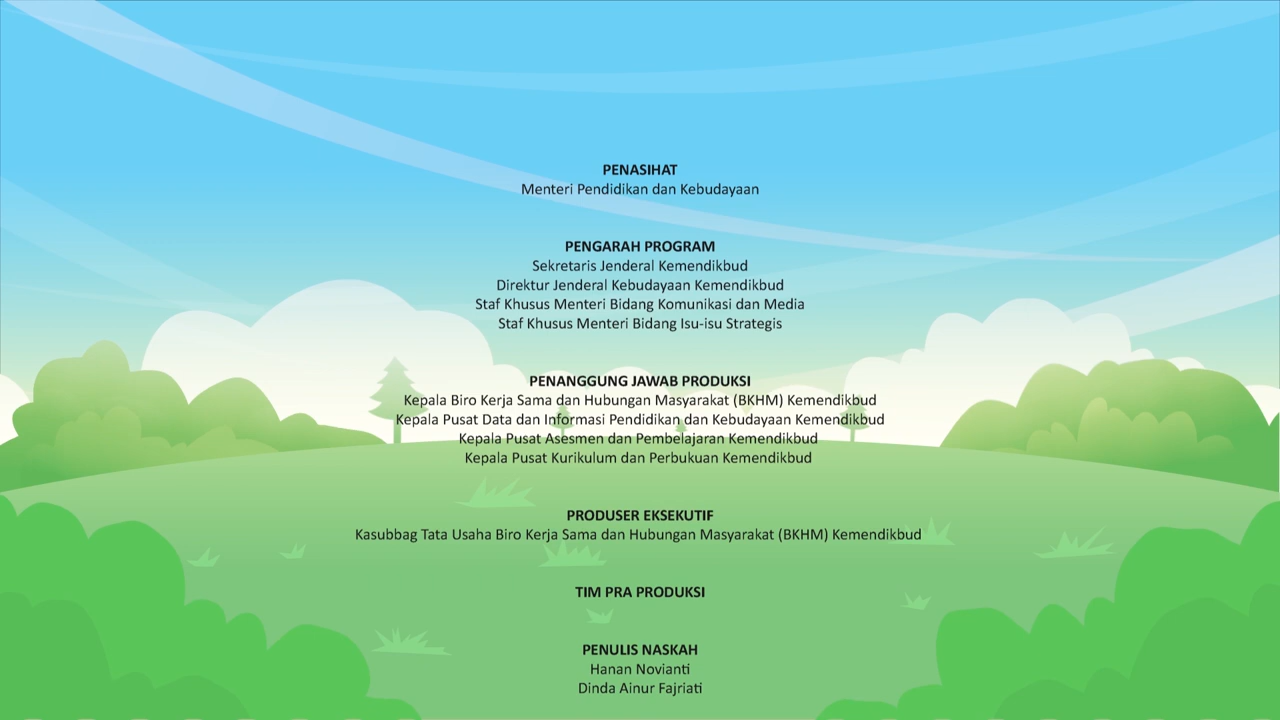 PENASIHAT
Menteri Pendidikan dan Kebudayaan
PENGARAH PROGRAM
Sekretaris Jenderal Kemendikbud
Direktur Jenderal Kebudayaan Kemendikbud
Staf Khusus Menteri Bidang Komunikasi dan Media
Staf Khusus Menteri Bidang Isu-isu Strategis
PENANGGUNG JAWAB PRODUKSI
Kepala Biro Kerja Sama dan Hubungan Masyarakat (BKHM) Kemendikbud
Kepala Pusat Data dan Informasi Pendidikan dan Kebudayaan Kemendikbud
Kepala Pusat Asesmen dan Pembelajaran Kemendikbud
Kepala Pusat Kurikulum dan Perbukuan Kemendikbud
PRODUSER EKSEKUTIF
Kasubbag Tata Usaha Biro Kerja Sama dan Hubungan Masyarakat (BKHM) Kemendikbud
TIM PRA PRODUKSI
PENULIS NASKAH
Hanan Novianti
Dinda Ainur Fajriati